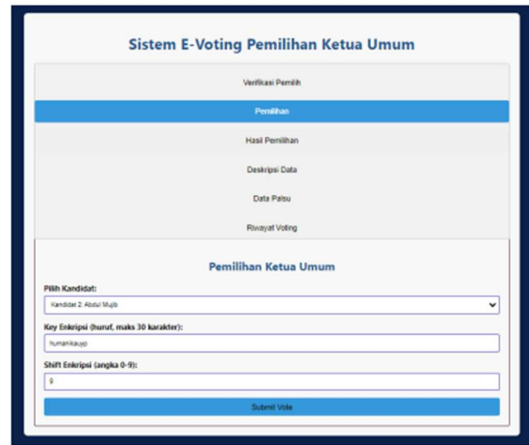 Sistem E-Voting Pemilihan Ketua Umum
Verifikasi Pemilih
Pemilihan
Hasil Pemilihan
Deskripsi Data
Data Palsu
Riwayat Voting
Pemilihan Ketua Umum
Pilih Kandidat:
Kandidat 2: Abdul Mujib
Key Enkripsi (huruf, maks 30 karakter):
humanikauyp
Shift Enkripsi (angka 0-9):
9
Submit Vote